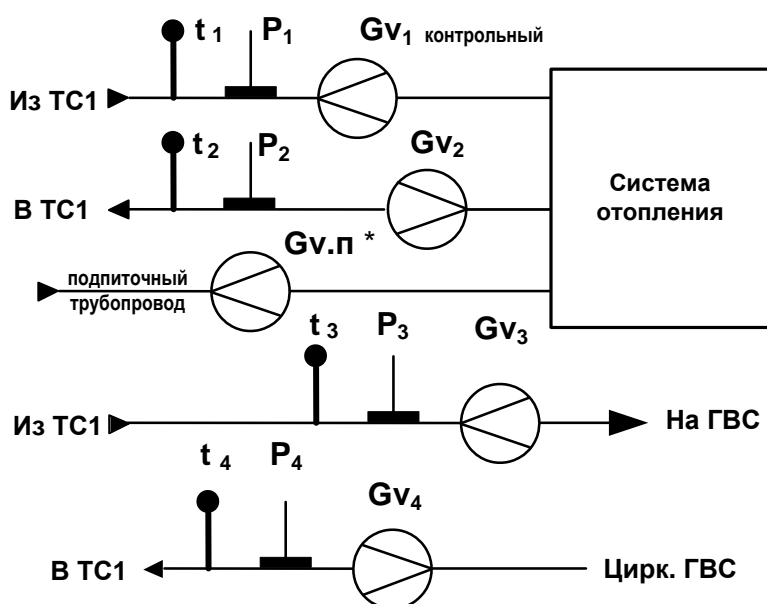 t 1 P1 Gv1 контрольный
Из ТС1
t 2 P2 Gv2
В ТС1
Система
отопления
Gv.п *
подпиточный
трубопровод
t 3 P3 Gv3
Из ТС1 На ГВС
t 4 P4 Gv4
В ТС1 Цирк. ГВС